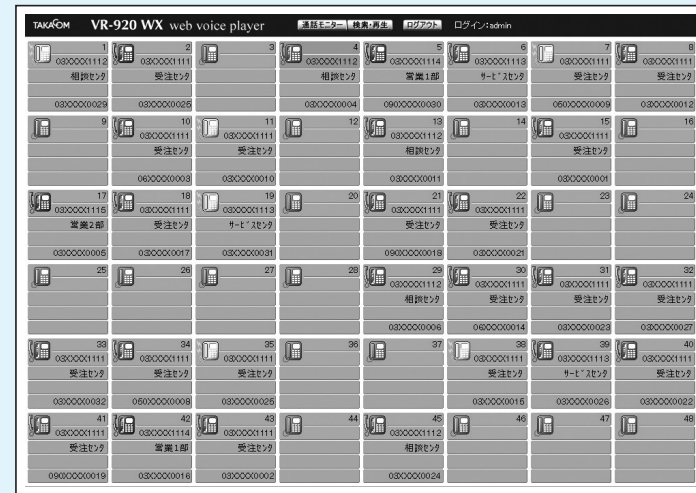 TAKACOM VR-920 WX web voice player 通話モニター 検索・再生 ログアウト ログイン:admin
1 2 3 4 5 6 7 8
03XXXX1112 03XXXX1111 03XXXX1112 03XXXX1114 03XXXX1113 03XXXX1111 03XXXX1111
相談センタ 受注センタ 相談センタ 営業1部 サービスセンタ 受注センタ 受注センタ
03XXXX0029 03XXXX0025 03XXXX0004 090XXXX0030 03XXXX0013 050XXXX0009 03XXXX0012
9 10 11 12 13 14 15 16
03XXXX1111 03XXXX1111 03XXXX1112 03XXXX1111
受注センタ 受注センタ 相談センタ 受注センタ
06XXXX0003 03XXXX0010 03XXXX0011 03XXXX0001
17 18 19 20 21 22 23 24
03XXXX1115 03XXXX1111 03XXXX1113 03XXXX1111 03XXXX1111
営業2部 受注センタ サービスセンタ 受注センタ 受注センタ
03XXXX0005 03XXXX0017 03XXXX0031 090XXXX0018 03XXXX0021
25 26 27 28 29 30 31 32
03XXXX1112 03XXXX1111 03XXXX1111 03XXXX1111
相談センタ 受注センタ 受注センタ 受注センタ
03XXXX0006 06XXXX0014 03XXXX0023 03XXXX0027
33 34 35 36 37 38 39 40
03XXXX1111 03XXXX1111 03XXXX1111 03XXXX1111 03XXXX1113 03XXXX1111
受注センタ 受注センタ 受注センタ 受注センタ サービスセンタ 受注センタ
03XXXX0032 050XXXX0008 03XXXX0025 03XXXX0015 03XXXX0026 03XXXX0022
41 42 43 44 45 46 47 48
03XXXX1111 03XXXX1114 03XXXX1111 03XXXX1112
受注センタ 営業1部 受注センタ 相談センタ
090XXXX0019 03XXXX0016 03XXXX0002 03XXXX0024